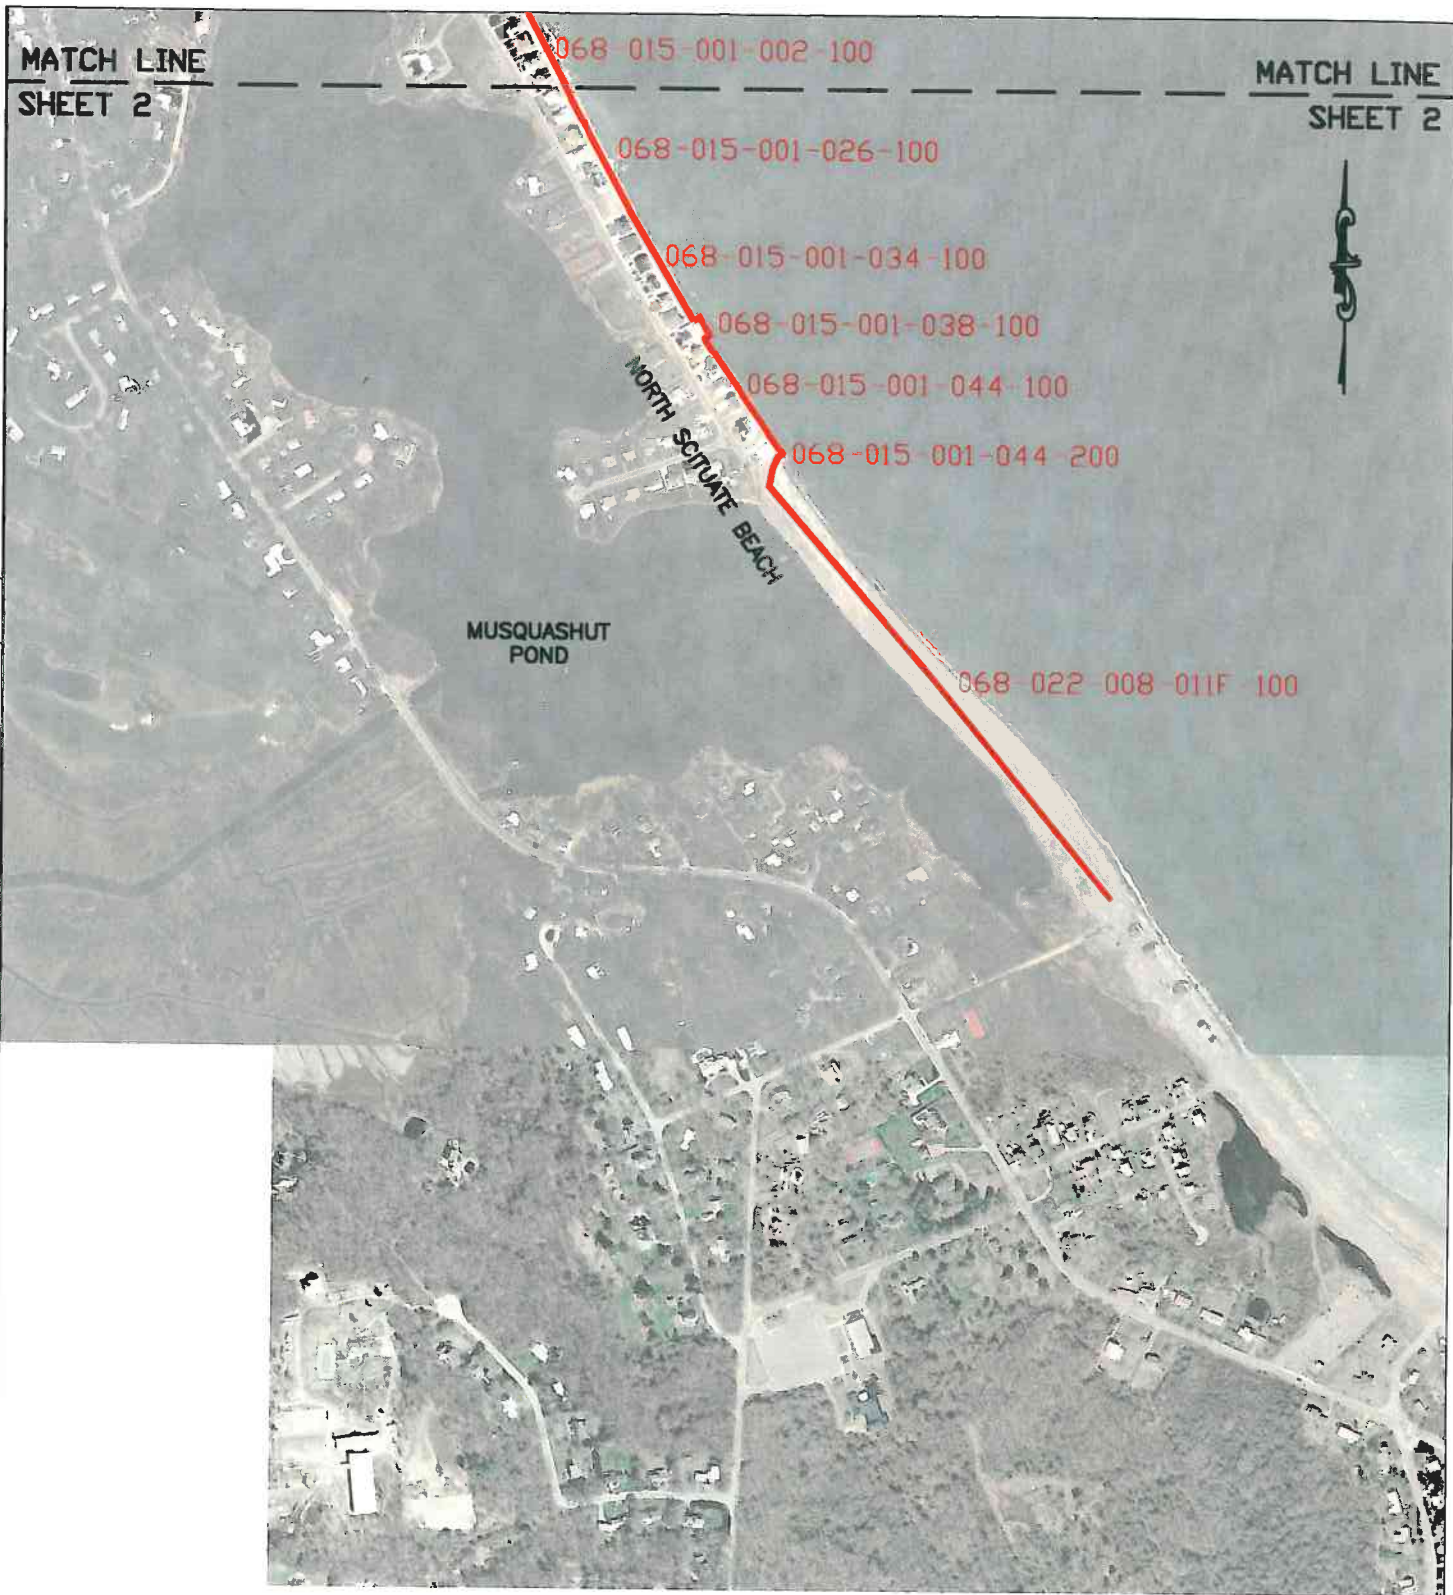 068-015-001-002-100
MATCH LINE
SHEET 2
MATCH LINE
SHEET 2
068-015-001-026-100
068-015-001-034-100
068-015-001-038-100
068-015-001-044-100
068-015-001-044-200
NORTH SCITUATE BEACH
MUSQUASHUT
POND
068-022-008-011F-100